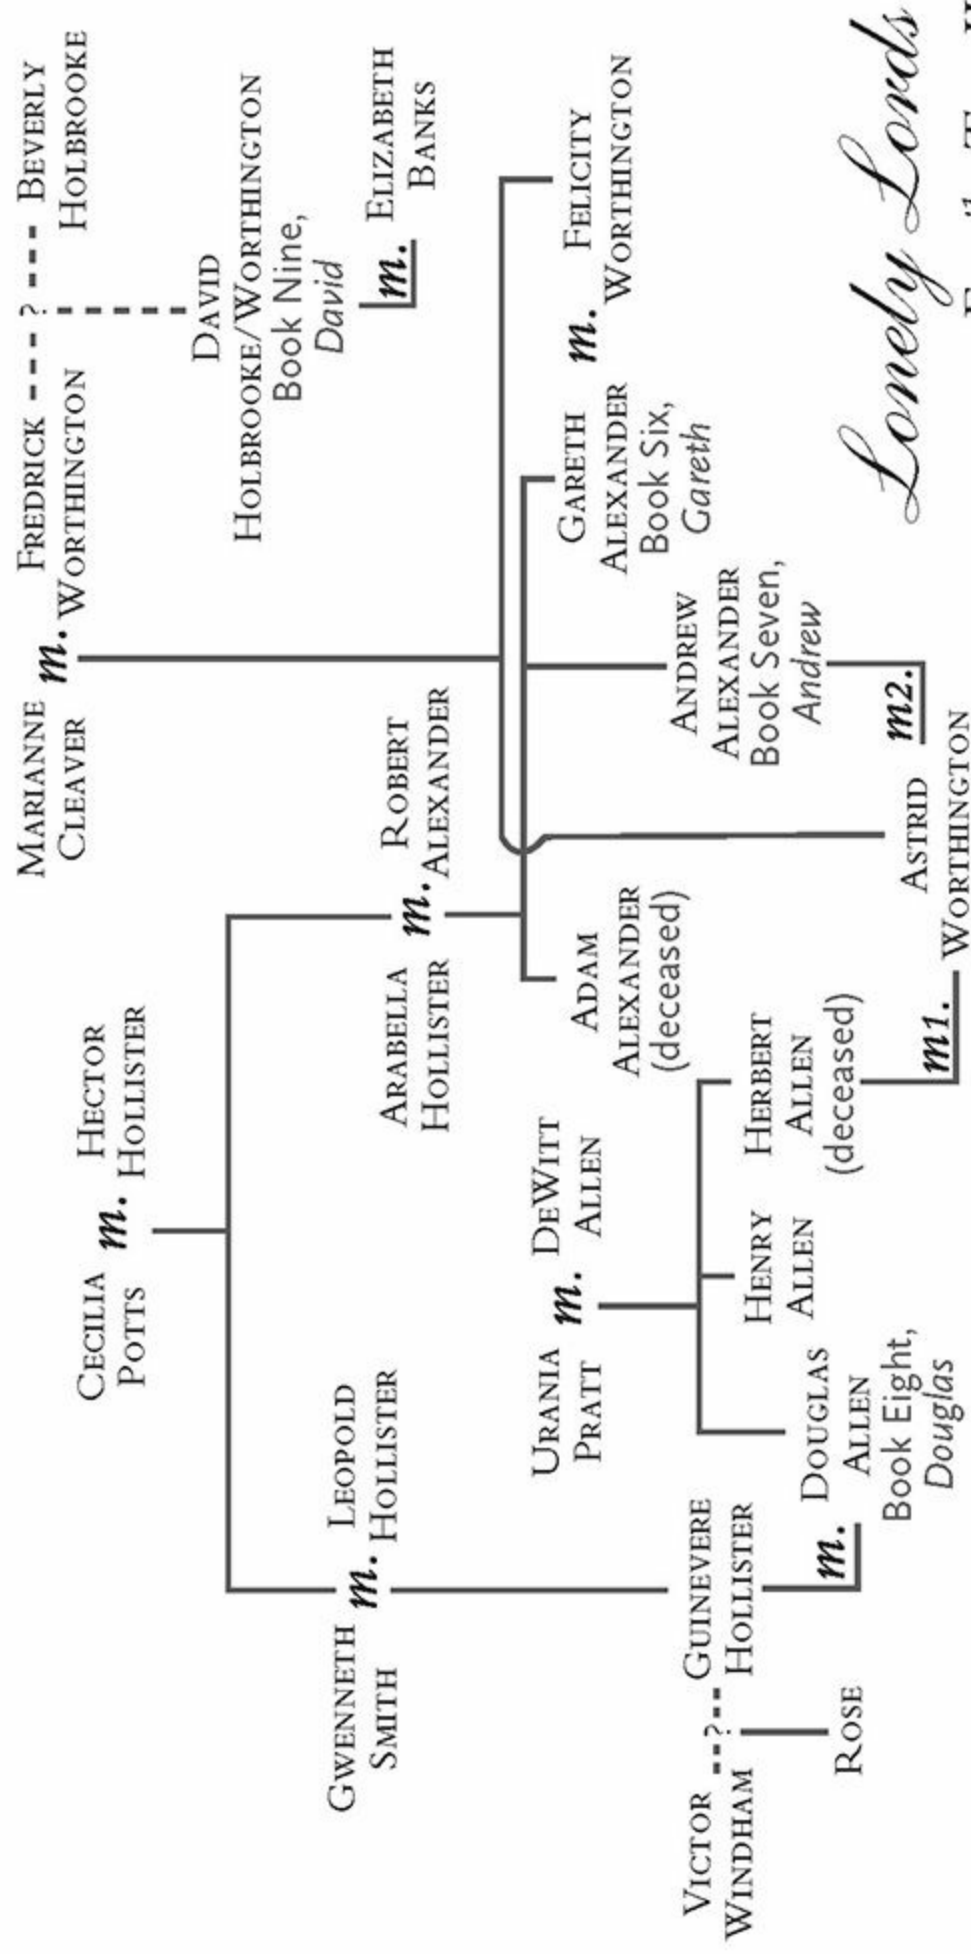 MARIANNE
CLEAVER
m.
FREDRICK
WORTHINGTON
?
BEVERLY
HOLBROOKE
DAVID
HOLBROOKE/WORTHINGTON
Book Nine,
David
m.
ELIZABETH
BANKS
CECILIA
POTTS
m.
HECTOR
HOLLISTER
GWENNETH
SMITH
m.
LEOPOLD
HOLLISTER
ARABELLA
HOLLISTER
m.
ROBERT
ALEXANDER
URANIA
PRATT
m.
DEWITT
ALLEN
ADAM
ALEXANDER
(deceased)
ANDREW
ALEXANDER
Book Seven,
Andrew
GARETH
ALEXANDER
Book Six,
Gareth
m.
FELICITY
WORTHINGTON
VICTOR
WINDHAM
?
GUINEVERE
HOLLISTER
ROSE
m.
DOUGLAS
ALLEN
Book Eight,
Douglas
HENRY
ALLEN
HERBERT
ALLEN
(deceased)
m1.
ASTRID
WORTHINGTON
m2.
Lonely Lords